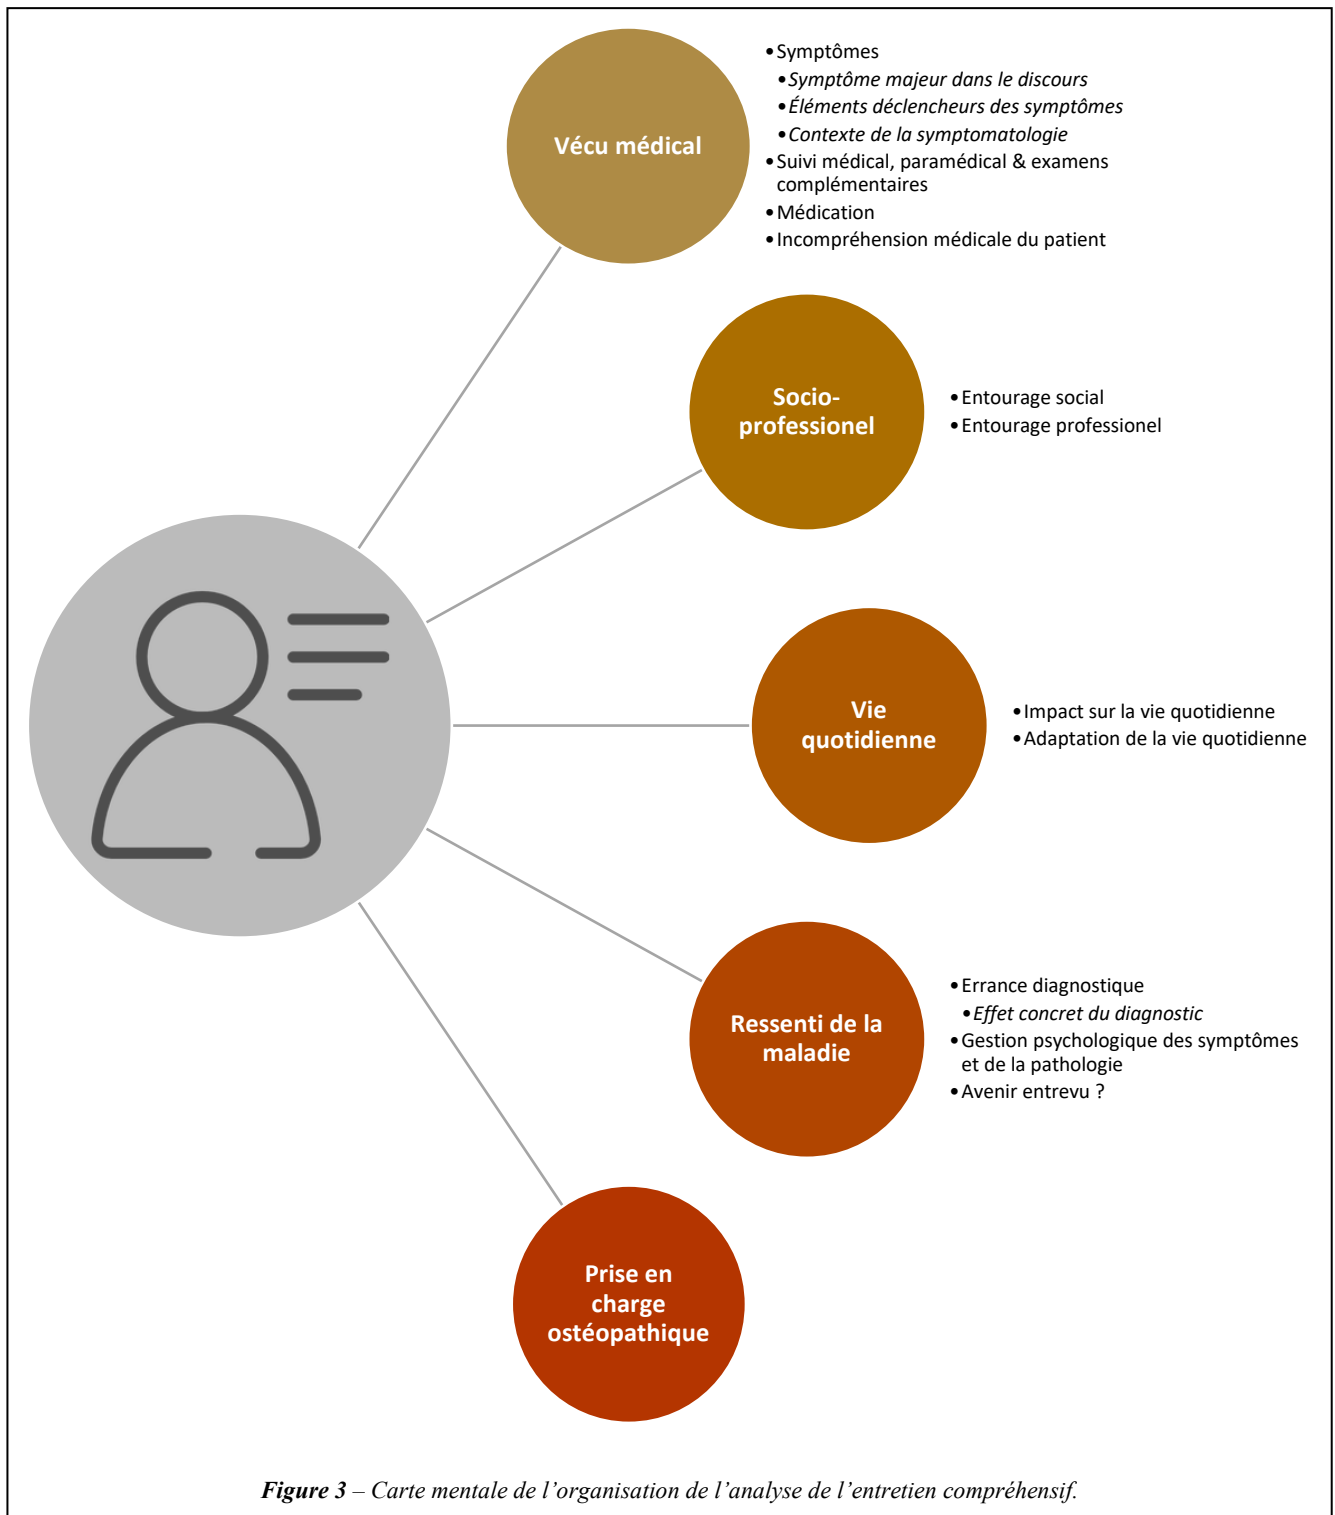 Vécu médical
•Symptômes
•Symptôme majeur dans le discours
•Éléments déclencheurs des symptômes
•Contexte de la symptomatologie
•Suivi médical, paramédical & examens
complémentaires
•Médication
•Incompréhension médicale du patient
Socio-
professionel
•Entourage social
•Entourage professionel
Vie
quotidienne
•Impact sur la vie quotidienne
•Adaptation de la vie quotidienne
Ressenti de la
maladie
•Errance diagnostique
•Effet concret du diagnostic
•Gestion psychologique des symptômes
et de la pathologie
•Avenir entrevu ?
Prise en
charge
ostéopathique
Figure 3 – Carte mentale de l’organisation de l’analyse de l’entretien compréhensif.